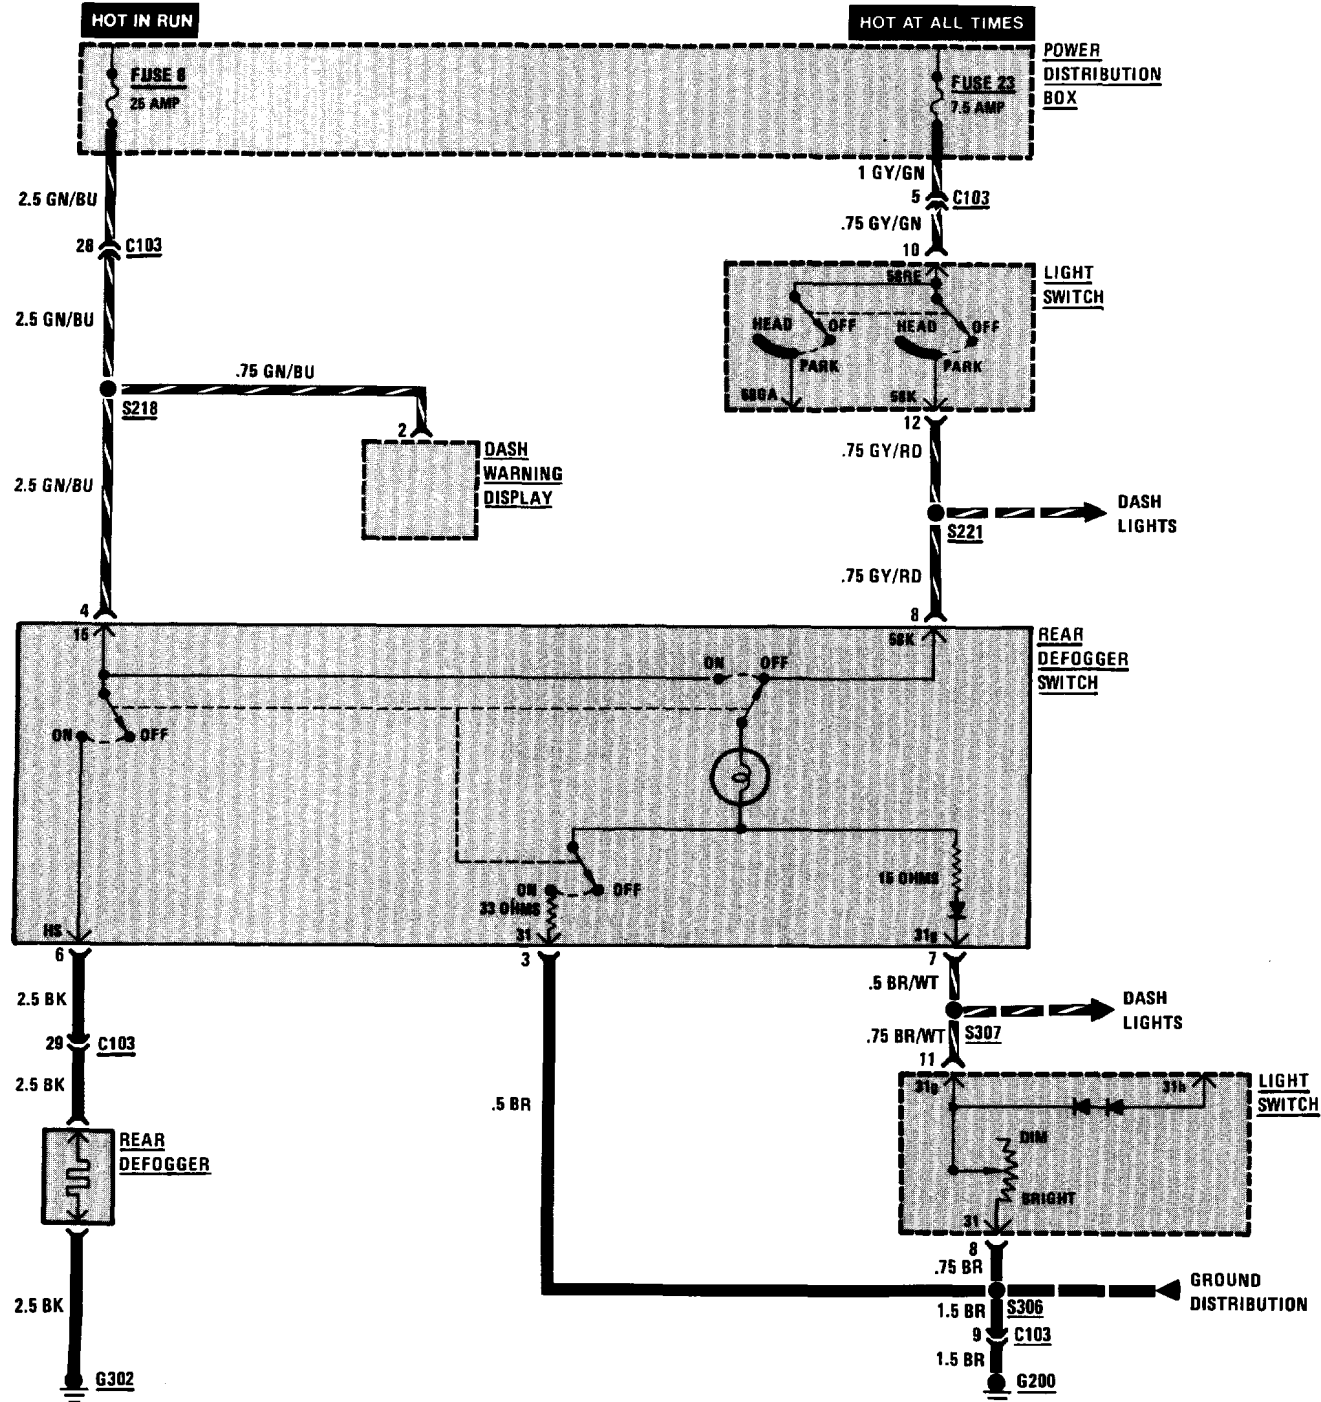 HOT IN RUN
HOT AT ALL TIMES
FUSE 8
25 AMP
FUSE 23
7.5 AMP
POWER
DISTRIBUTION
BOX
2.5 GN/BU
1 GY/GN
5 C103
.75 GY/GN
28 C103
10
58RE
LIGHT
SWITCH
2.5 GN/BU
HEAD
OFF
PARK
HEAD
OFF
PARK
.75 GN/BU
S218
58K
12
2
DASH
WARNING
DISPLAY
.75 GY/RD
2.5 GN/BU
DASH
LIGHTS
S221
.75 GY/RD
4
8
15
58K
REAR
DEFOGGER
SWITCH
ON
OFF
ON
OFF
15 OHMS
ON
OFF
33 OHMS
HS
31
31g
6
3
7
2.5 BK
.5 BR/WT
DASH
LIGHTS
29 C103
.75 BR/WT
S307
11
2.5 BK
31g
31h
LIGHT
SWITCH
.5 BR
REAR
DEFOGGER
DIM
BRIGHT
31
8
.75 BR
2.5 BK
GROUND
DISTRIBUTION
1.5 BR
S306
9 C103
1.5 BR
G302
G200